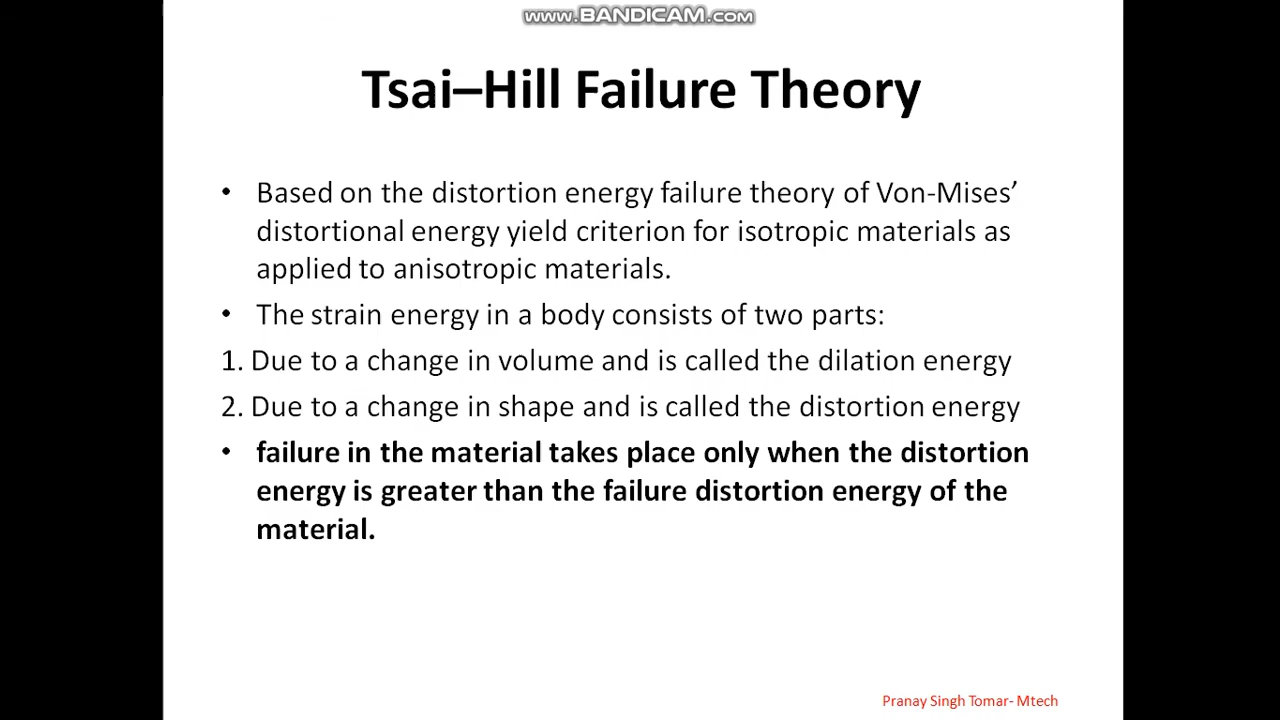 www.BANDICAM.com
Tsai–Hill Failure Theory
• Based on the distortion energy failure theory of Von-Mises’
distortional energy yield criterion for isotropic materials as
applied to anisotropic materials.
• The strain energy in a body consists of two parts:
1. Due to a change in volume and is called the dilation energy
2. Due to a change in shape and is called the distortion energy
• failure in the material takes place only when the distortion
energy is greater than the failure distortion energy of the
material.
Pranay Singh Tomar- Mtech